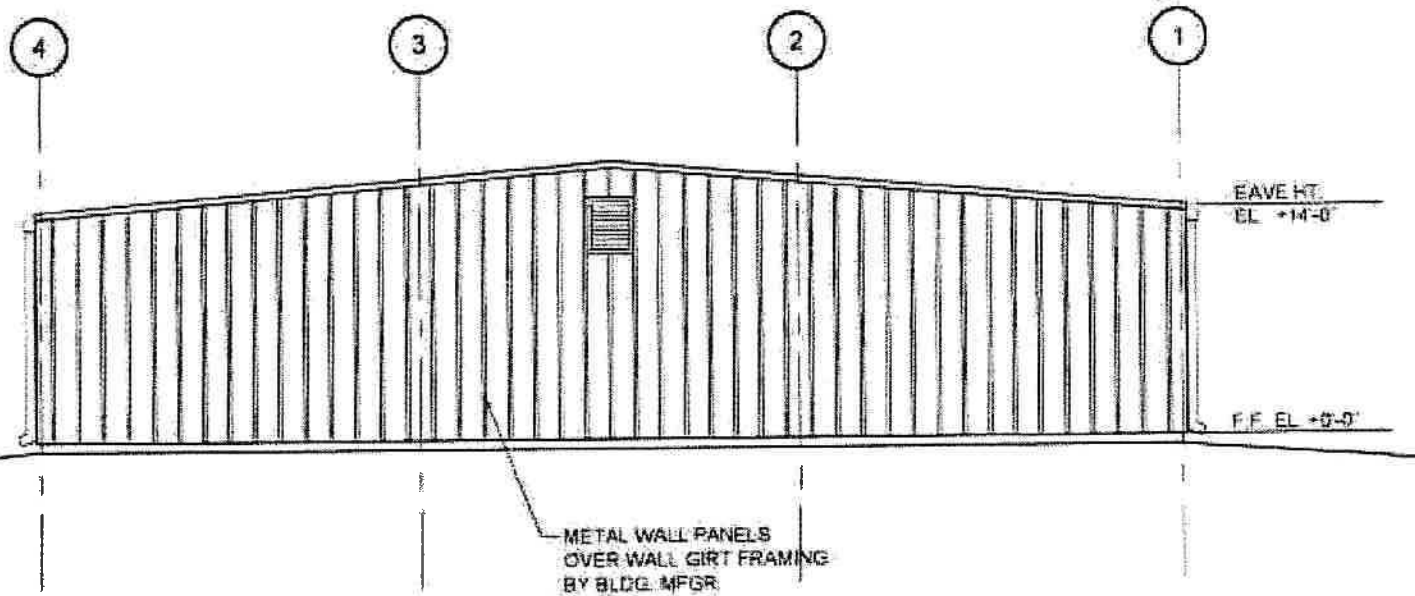 4
3
2
1
EAVE HT.
EL +14'-0"
F.F. EL +0'-0"
METAL WALL PANELS
OVER WALL GIRT FRAMING
BY BLDG. MFGR.